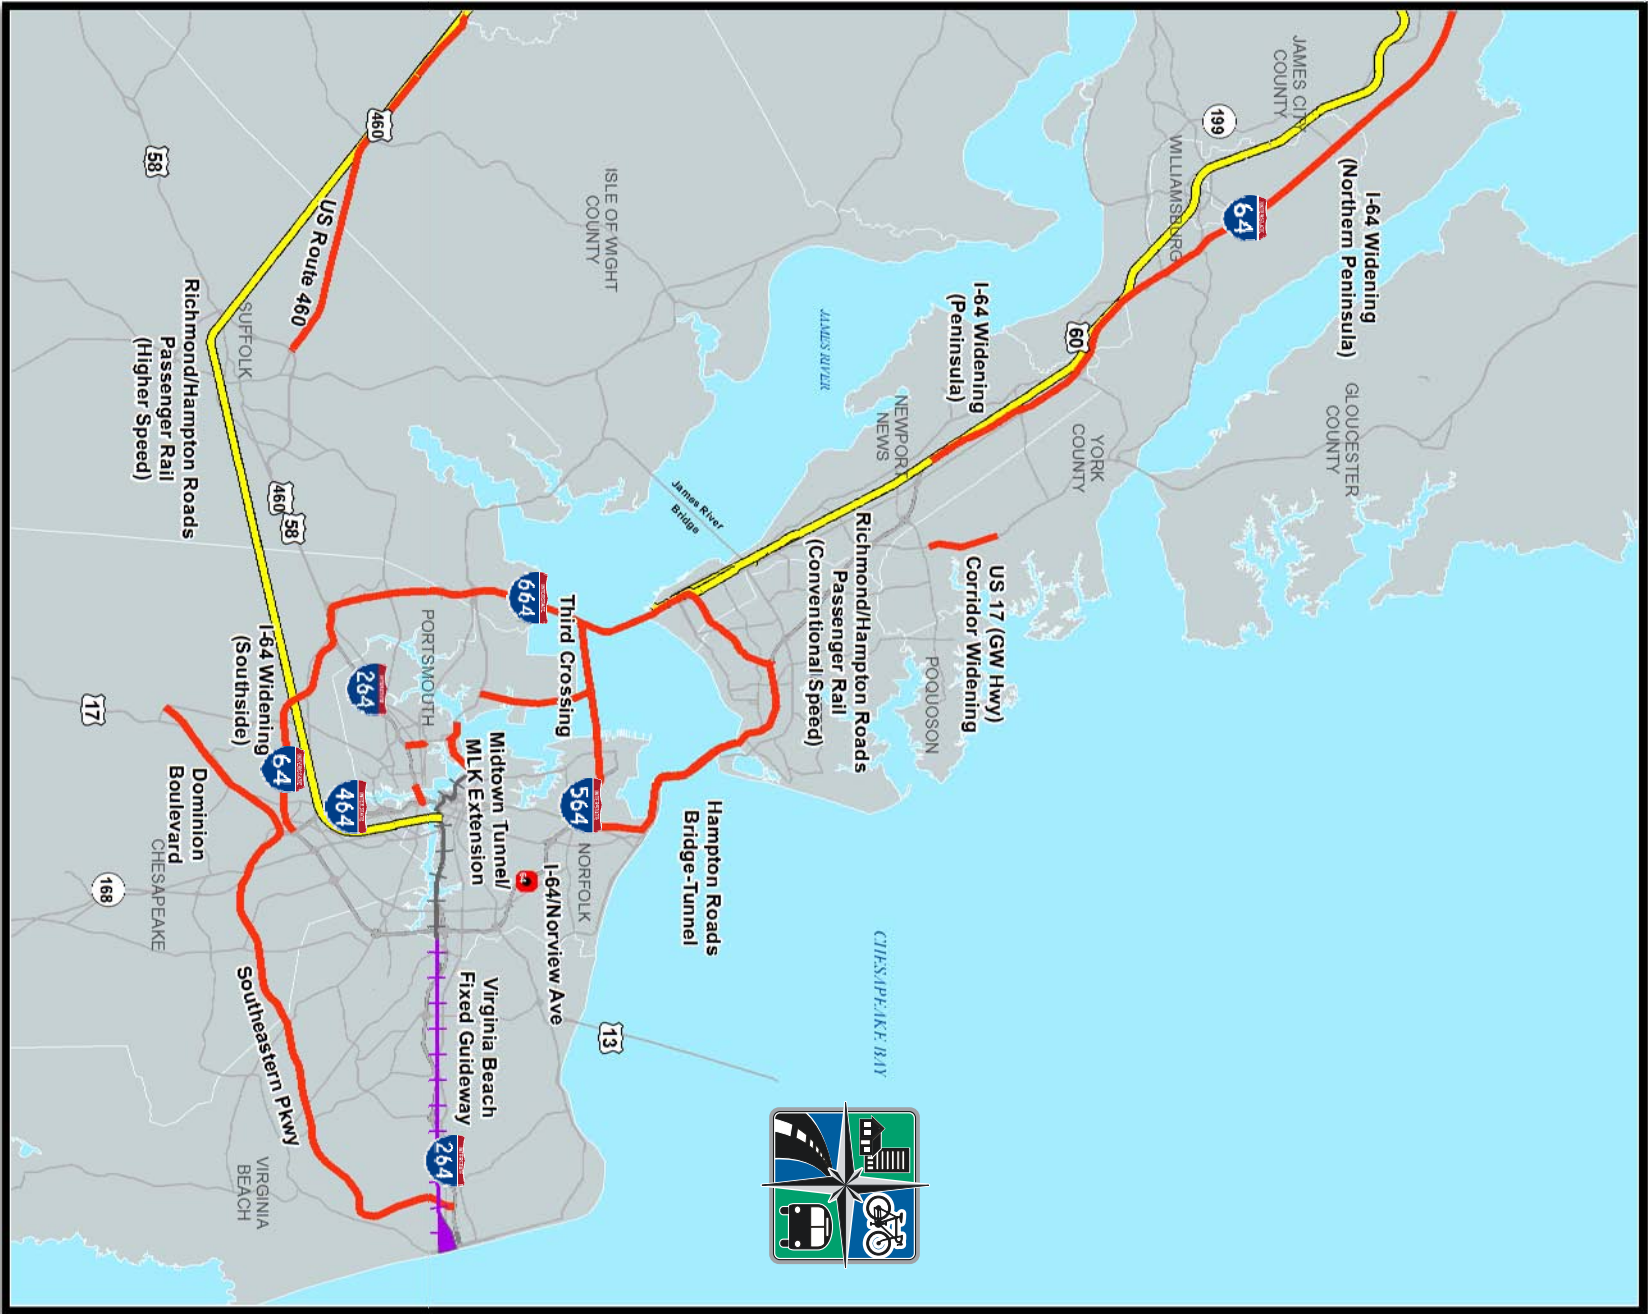 JAMES CITY
COUNTY
199
WILLIAMSBURG
64
I-64 Widening
(Northern Peninsula)
GLOUCESTER
COUNTY
60
YORK
COUNTY
I-64 Widening
(Peninsula)
NEWPORT
NEWS
JAMES RIVER
ISLE OF WIGHT
COUNTY
460
58
US Route 460
SUFFOLK
Richmond/Hampton Roads
Passenger Rail
(Higher Speed)
460
58
James River
Bridge
US 17 (GW Hwy)
Corridor Widening
POQUOSON
Richmond/Hampton Roads
Passenger Rail
(Conventional Speed)
664
Third Crossing
PORTSMOUTH
264
I-64 Widening
(Southside)
64
464
17
Dominion
Boulevard
CHESAPEAKE
168
Midtown Tunnel/
MLK Extension
564
NORFOLK
Hampton Roads
Bridge-Tunnel
64
I-64/Norview Ave
CHESAPEAKE BAY
13
Virginia Beach
Fixed Guideway
264
Southeastern Pkwy
VIRGINIA
BEACH